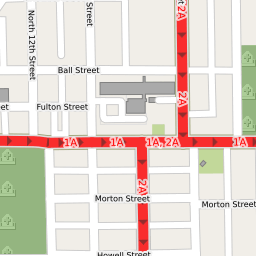 North 12th Street
Ball Street
2A
et
Fulton Street
1A
1A
1A, 2A
1A
2A
Morton Street
Morton Street
Howell Street